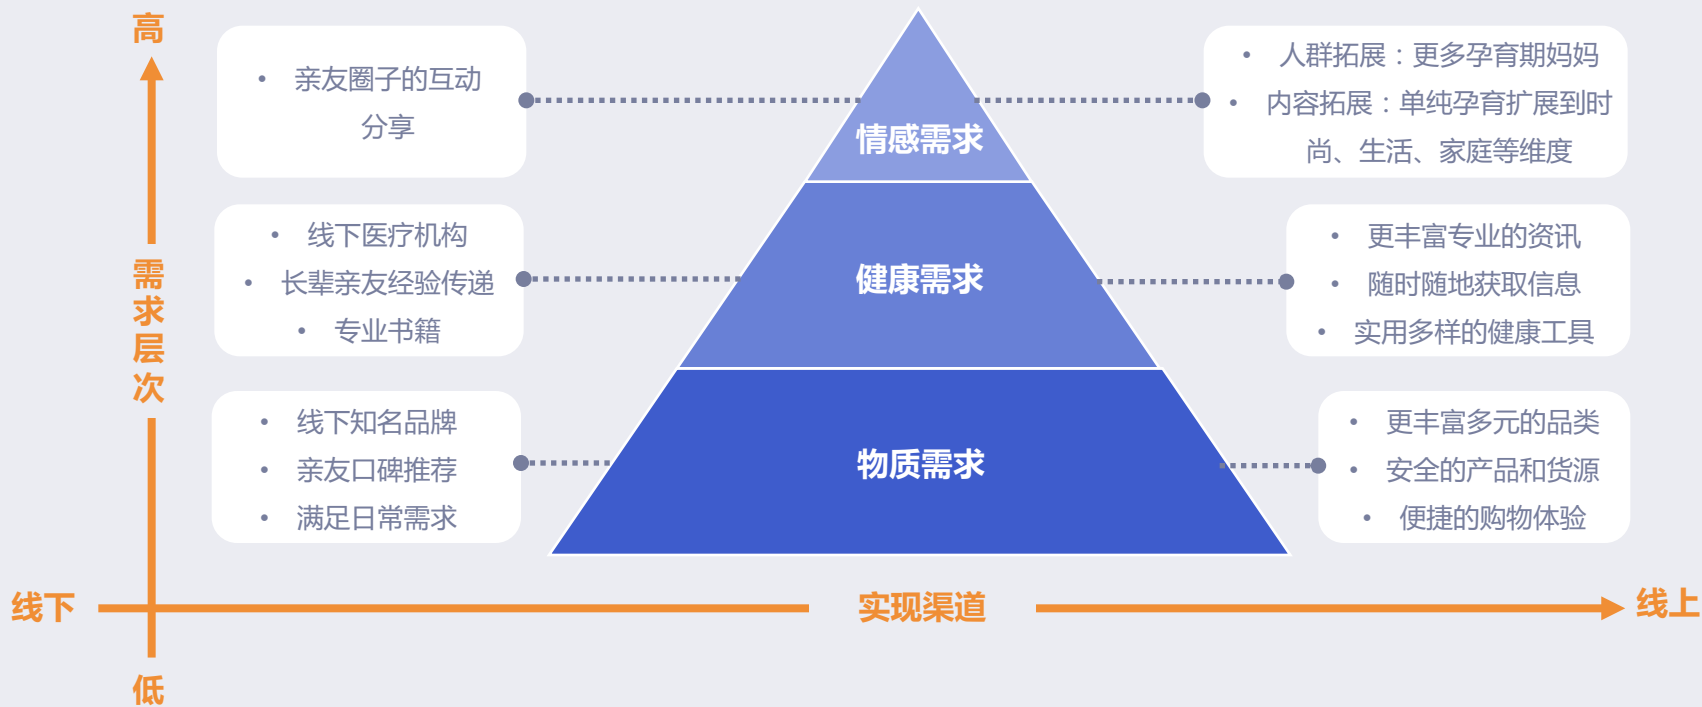 高
• 亲友圈子的互动
分享
情感需求
• 人群拓展：更多孕育期妈妈
• 内容拓展：单纯孕育扩展到时
尚、生活、家庭等维度
需求层次
• 线下医疗机构
• 长辈亲友经验传递
• 专业书籍
健康需求
• 更丰富专业的资讯
• 随时随地获取信息
• 实用多样的健康工具
• 线下知名品牌
• 亲友口碑推荐
• 满足日常需求
物质需求
• 更丰富多元的品类
• 安全的产品和货源
• 便捷的购物体验
线下
实现渠道
线上
低